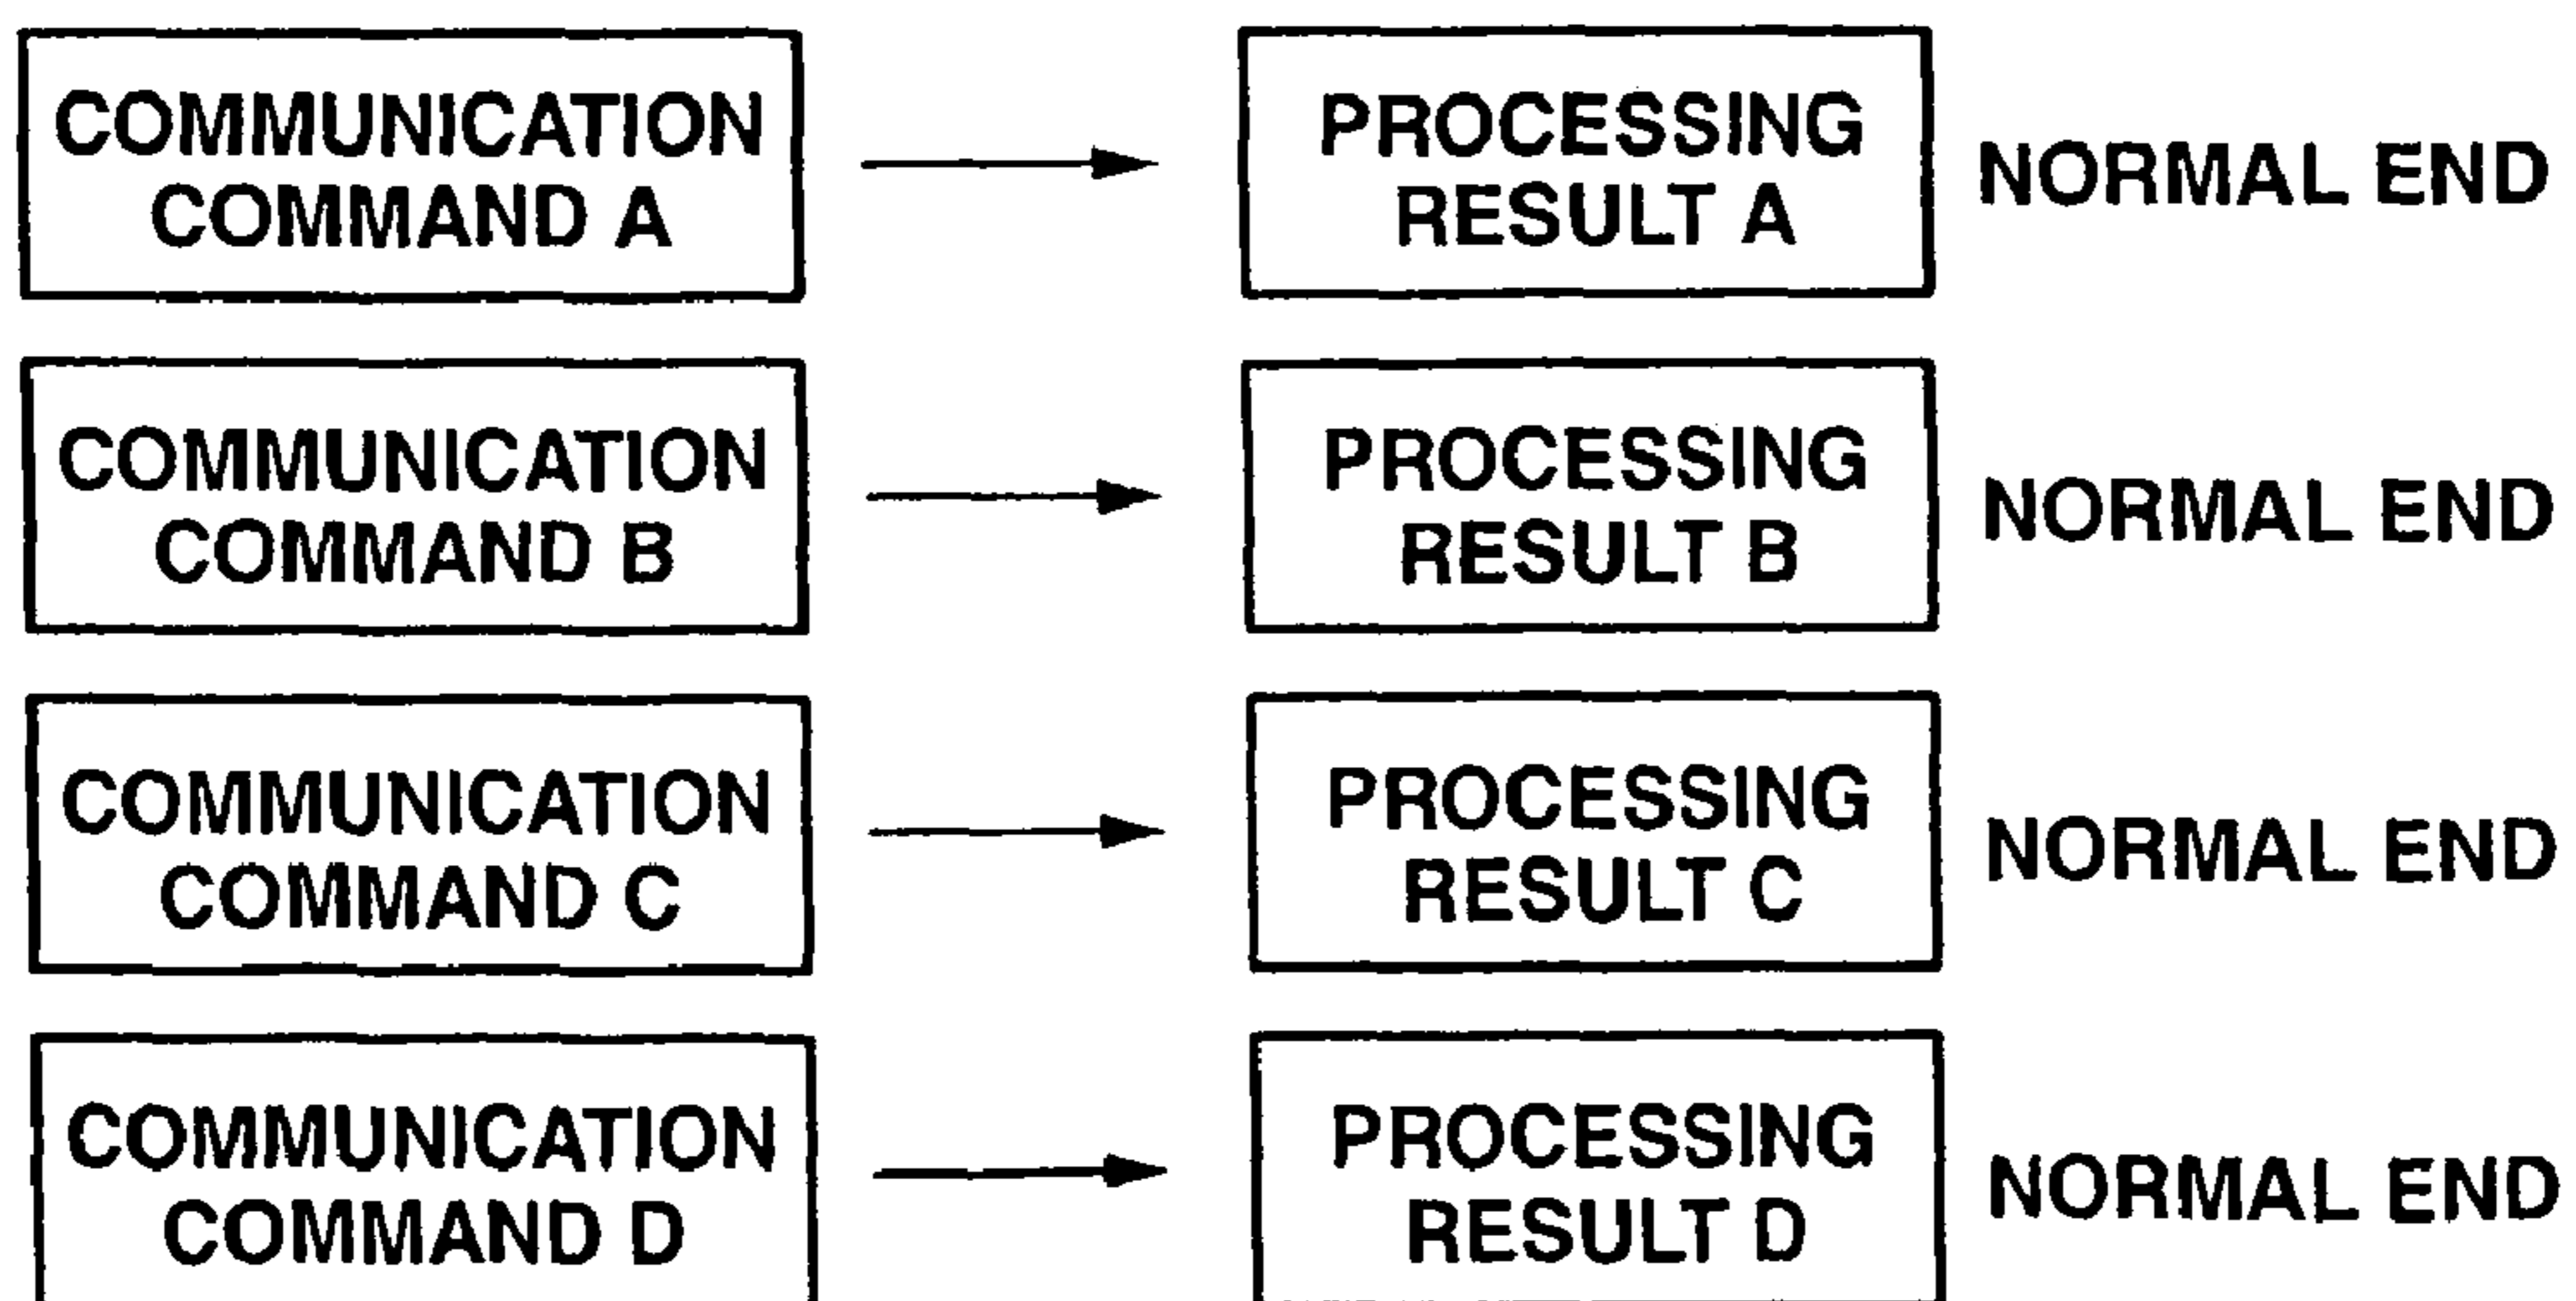 COMMUNICATION
COMMAND A
PROCESSING
RESULT A
NORMAL END
COMMUNICATION
COMMAND B
PROCESSING
RESULT B
NORMAL END
COMMUNICATION
COMMAND C
PROCESSING
RESULT C
NORMAL END
COMMUNICATION
COMMAND D
PROCESSING
RESULT D
NORMAL END